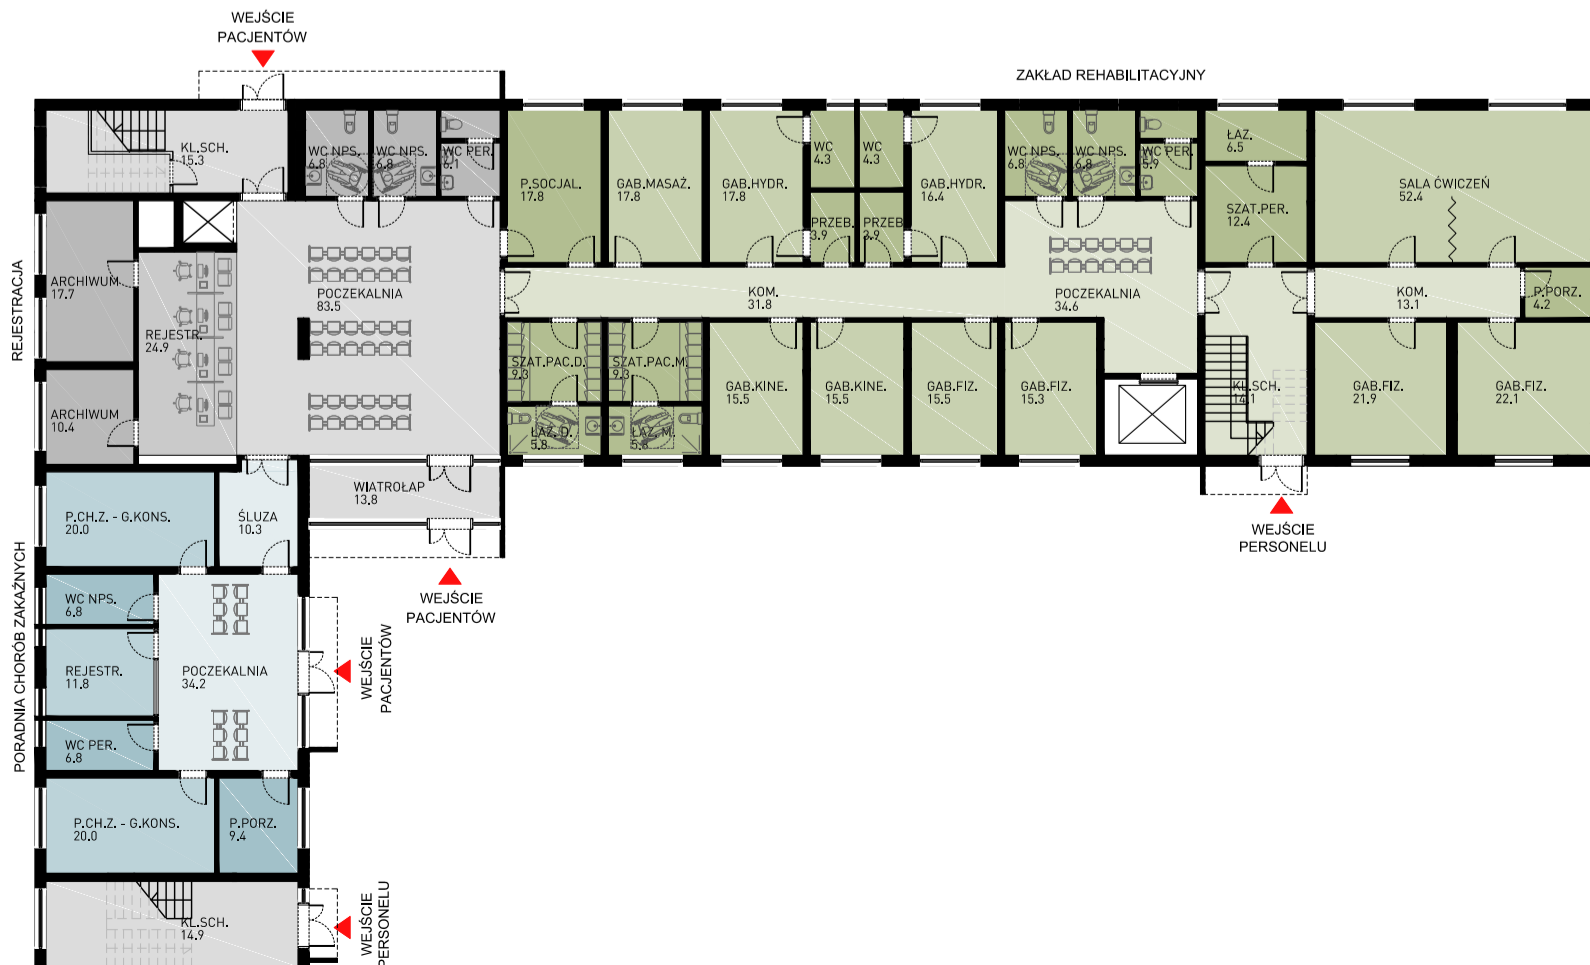 WEJŚCIE
PACJENTÓW
ZAKŁAD REHABILITACYJNY
KL.SCH.
15.3
WC NPS.
6.8
WC NPS.
6.8
WC PER.
6.1
P.SOCJAL.
17.8
GAB.MASAŻ.
17.8
GAB.HYDR.
17.8
WC
4.3
WC
4.3
PRZEB.
3.9
PRZEB.
3.9
GAB.HYDR.
16.4
WC NPS.
6.8
WC NPS.
6.8
WC PER.
5.9
ŁAZ.
6.5
SZAT.PER.
12.4
SALA ĆWICZEŃ
52.4
REJESTRACJA
ARCHIWUM
17.7
REJESTR.
24.9
POCZEKALNIA
83.5
KOM.
31.8
POCZEKALNIA
34.6
KOM.
13.1
P.PORZ.
4.2
ARCHIWUM
10.4
SZAT.PAC.D.
9.3
SZAT.PAC.M.
9.3
ŁAZ. D.
5.8
ŁAZ. M.
5.8
GAB.KINE.
15.5
GAB.KINE.
15.5
GAB.FIZ.
15.5
GAB.FIZ.
15.3
KL.SCH.
14.1
GAB.FIZ.
21.9
GAB.FIZ.
22.1
WIATROŁAP
13.8
WEJŚCIE
PERSONELU
WEJŚCIE
PACJENTÓW
PORADNIA CHORÓB ZAKAŹNYCH
P.CH.Z. - G.KONS.
20.0
ŚLUZA
10.3
WC NPS.
6.8
REJESTR.
11.8
POCZEKALNIA
34.2
WC PER.
6.8
WEJŚCIE
PACJENTÓW
P.CH.Z. - G.KONS.
20.0
P.PORZ.
9.4
KL.SCH.
14.9
WEJŚCIE
PERSONELU